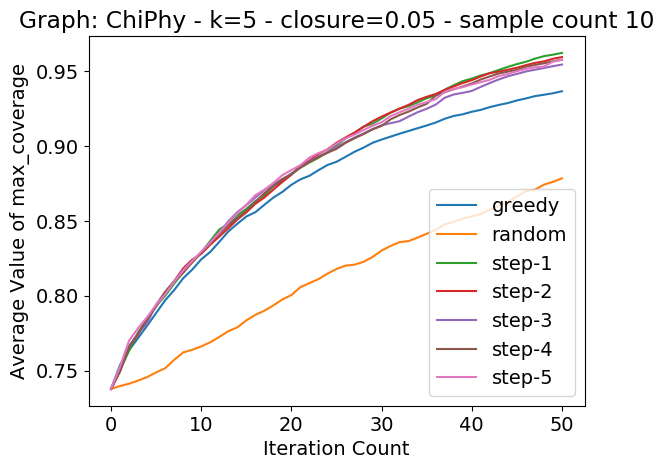 Graph: ChiPhy - k=5 - closure=0.05 - sample count 10
Average Value of max_coverage
0.95
0.90
0.85
0.80
0.75
greedy
random
step-1
step-2
step-3
step-4
step-5
0 10 20 30 40 50
Iteration Count